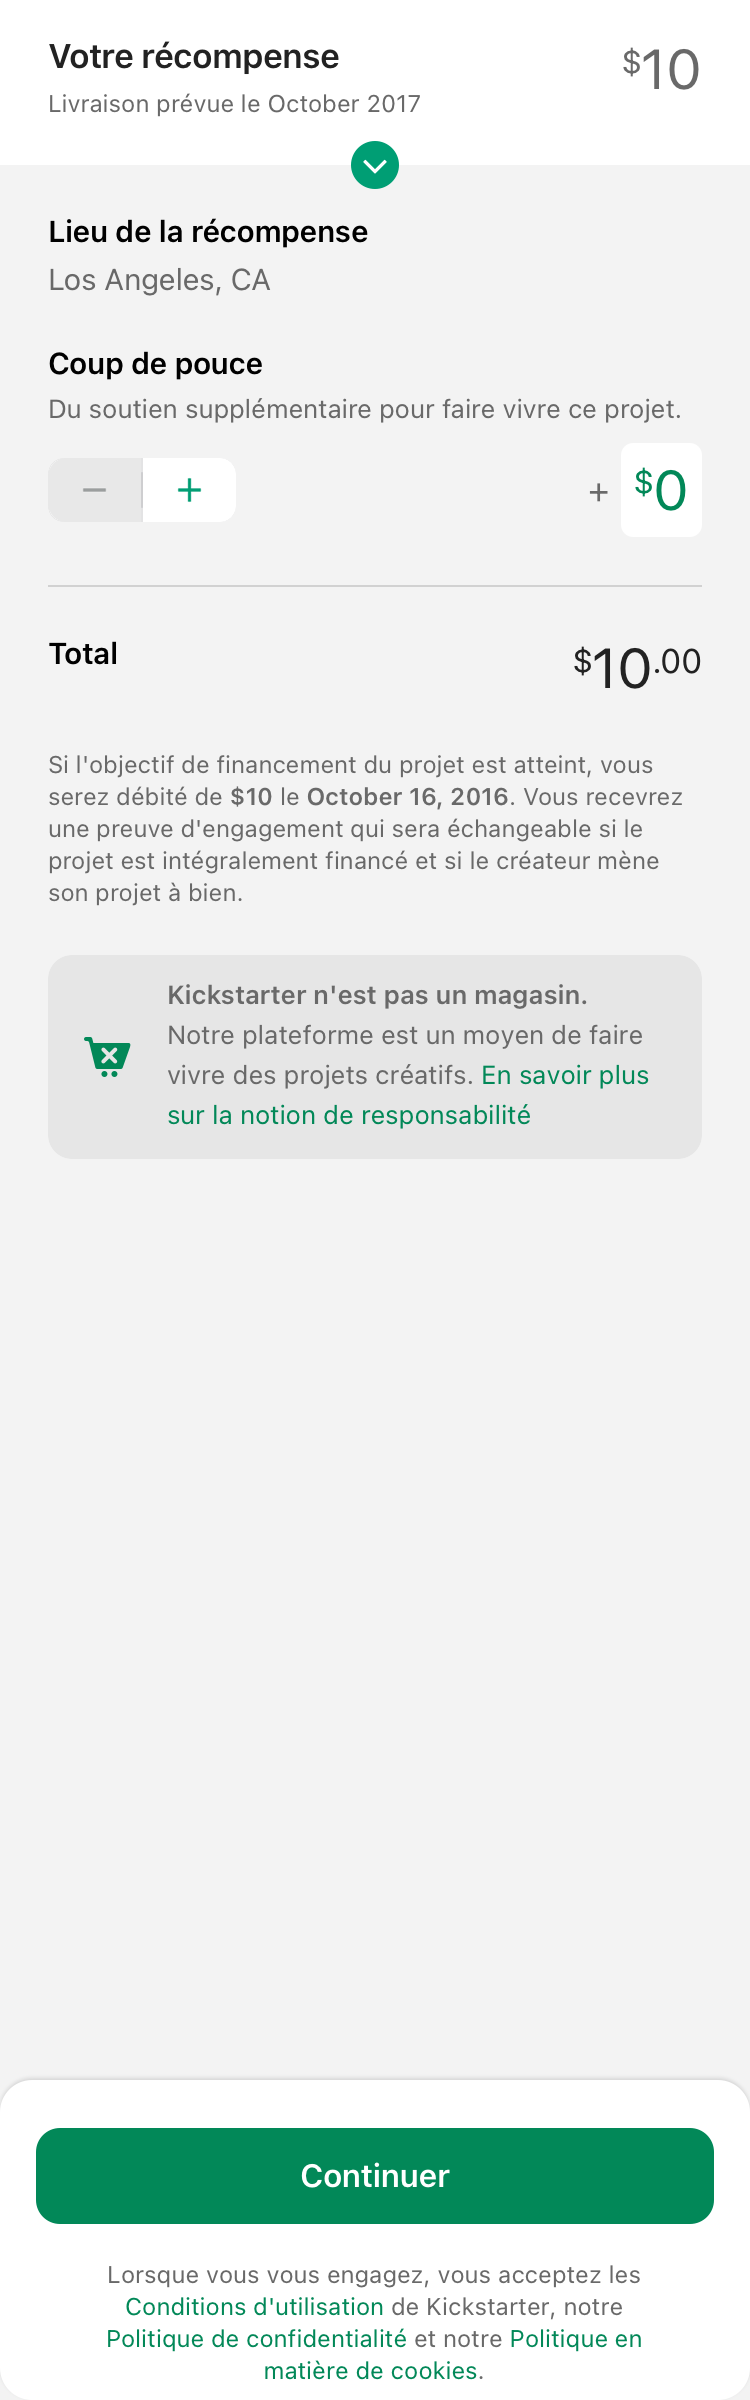 Votre récompense
$10
Livraison prévue le October 2017
Lieu de la récompense
Los Angeles, CA
Coup de pouce
Du soutien supplémentaire pour faire vivre ce projet.
− + + $0
Total
$10.00
Si l'objectif de financement du projet est atteint, vous
serez débité de $10 le October 16, 2016. Vous recevrez
une preuve d'engagement qui sera échangeable si le
projet est intégralement financé et si le créateur mène
son projet à bien.
Kickstarter n'est pas un magasin.
Notre plateforme est un moyen de faire
vivre des projets créatifs. En savoir plus
sur la notion de responsabilité
Continuer
Lorsque vous vous engagez, vous acceptez les
Conditions d'utilisation de Kickstarter, notre
Politique de confidentialité et notre Politique en
matière de cookies.